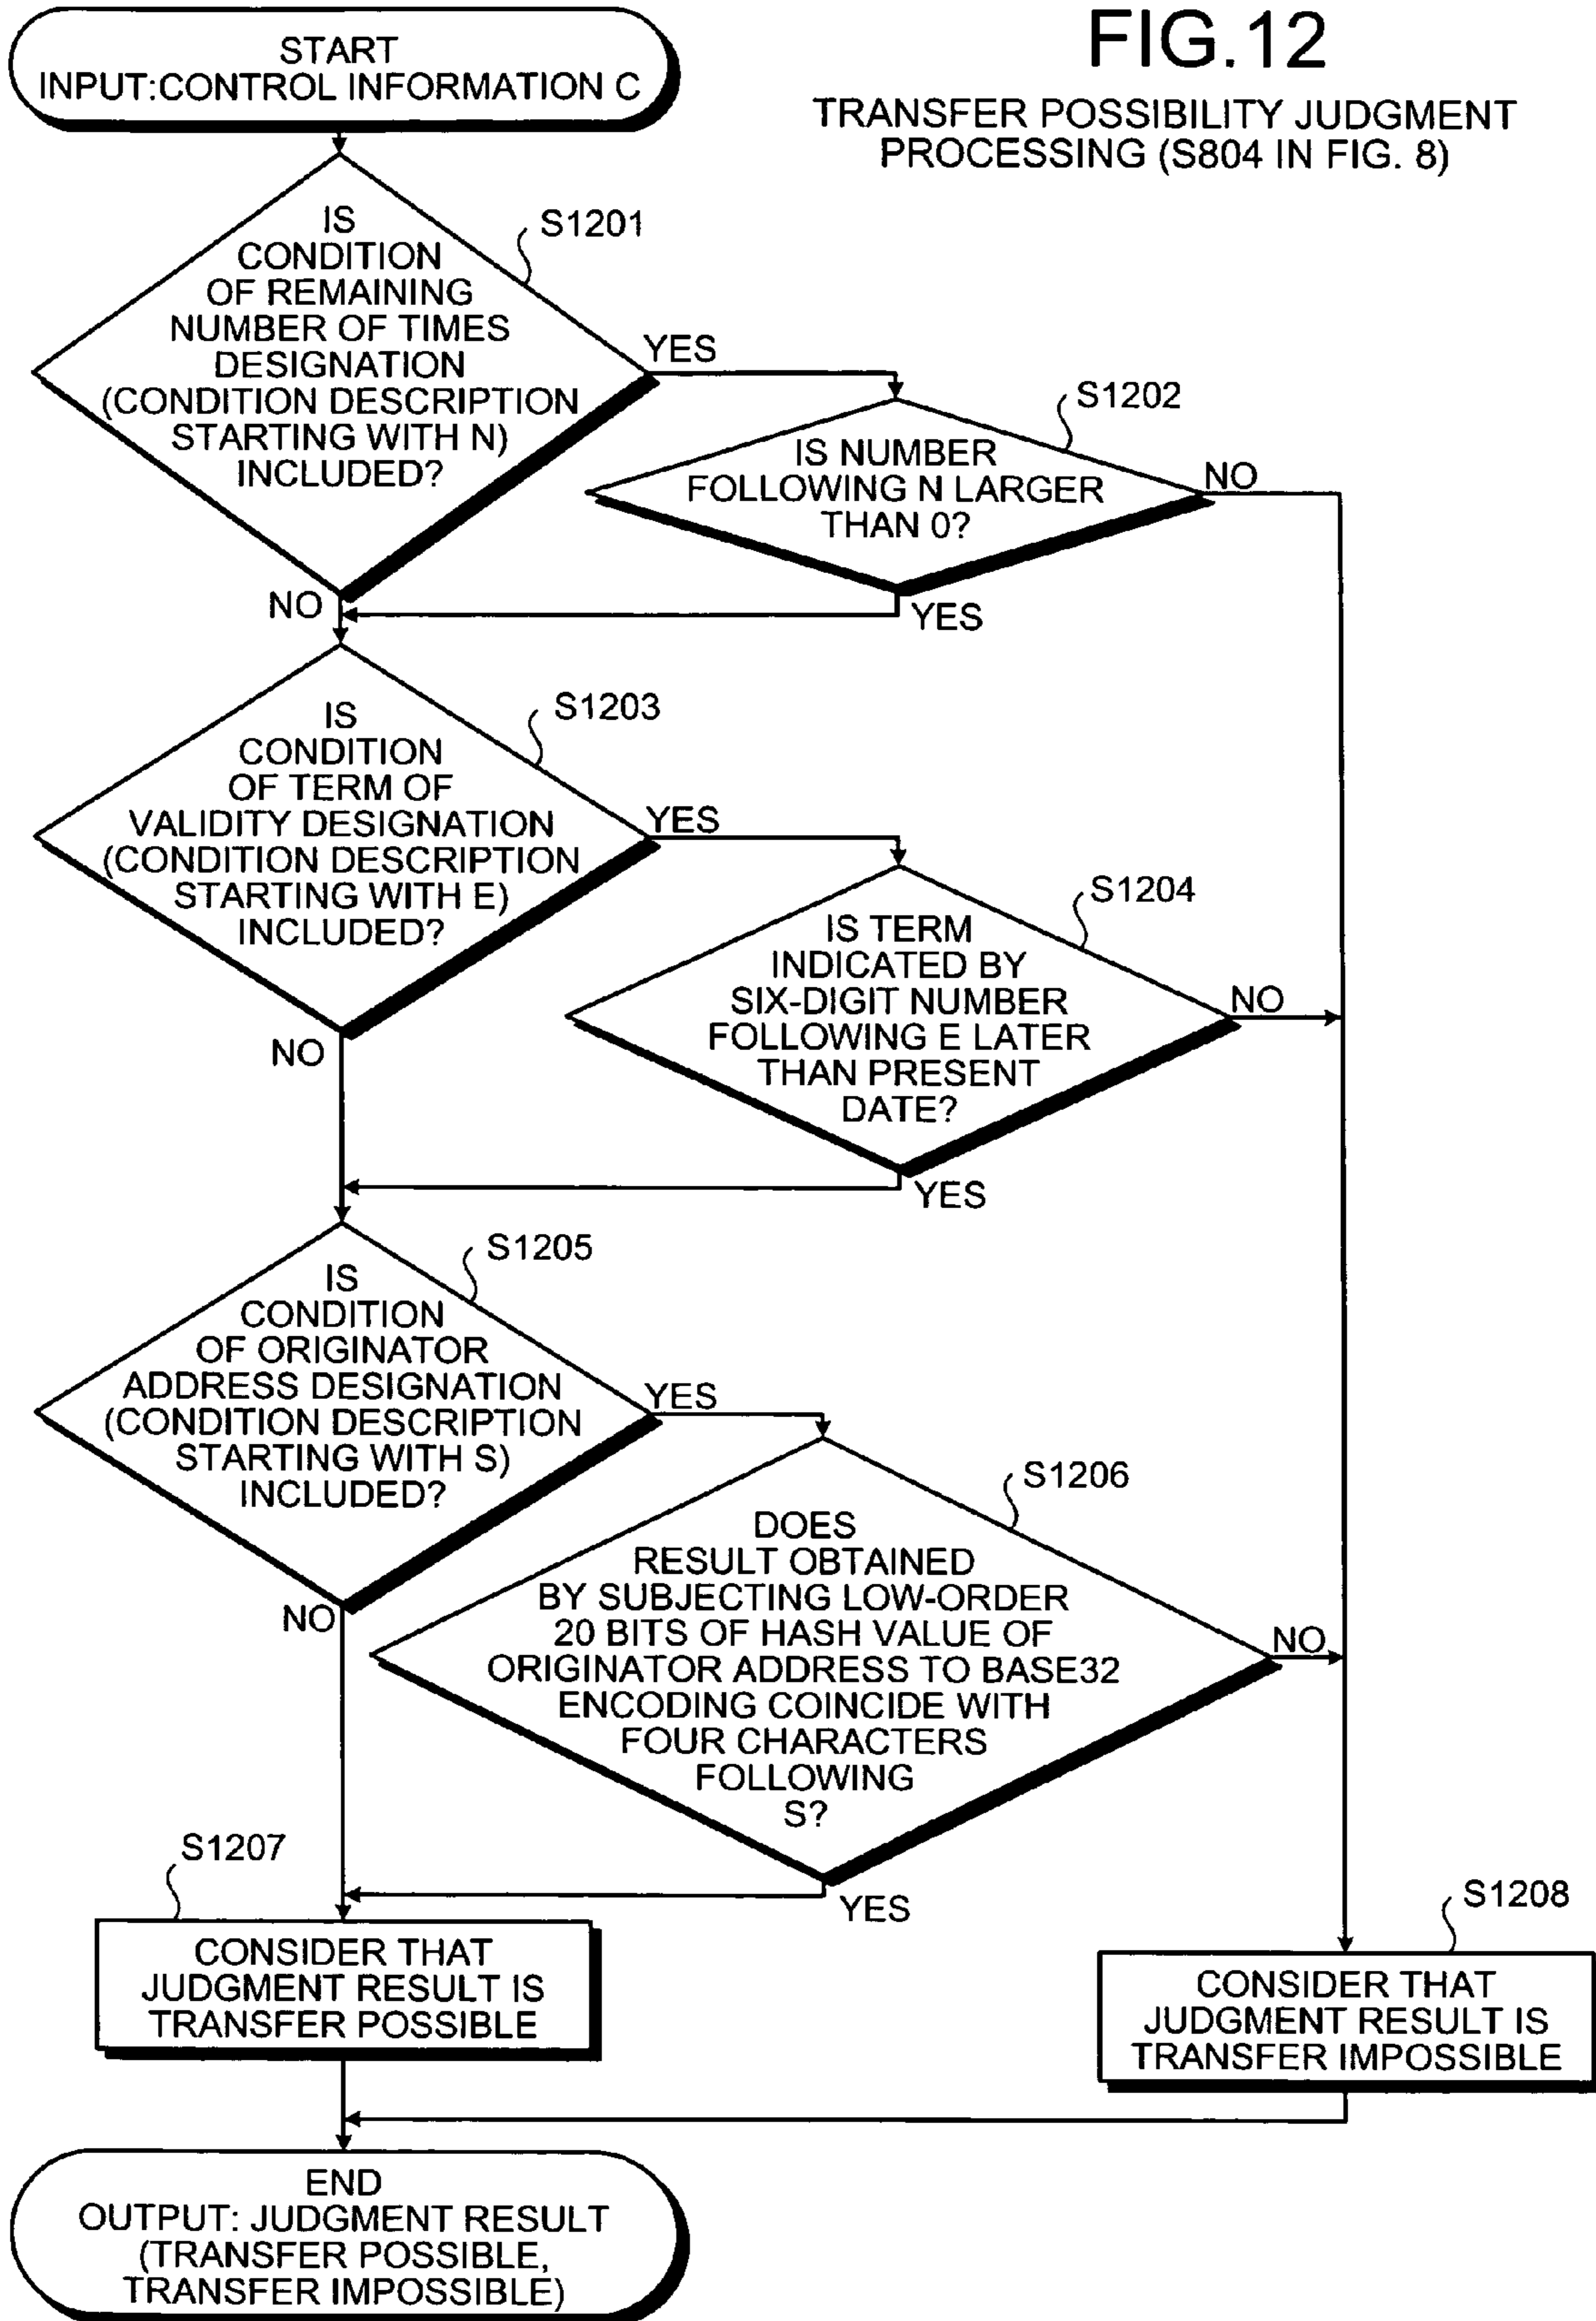 FIG.12
TRANSFER POSSIBILITY JUDGMENT
PROCESSING (S804 IN FIG. 8)
START
INPUT:CONTROL INFORMATION C
S1201
IS
CONDITION
OF REMAINING
NUMBER OF TIMES
DESIGNATION
(CONDITION DESCRIPTION
STARTING WITH N)
INCLUDED?
YES
NO
S1202
IS NUMBER
FOLLOWING N LARGER
THAN 0?
NO
YES
S1203
IS
CONDITION
OF TERM OF
VALIDITY DESIGNATION
(CONDITION DESCRIPTION
STARTING WITH E)
INCLUDED?
YES
NO
S1204
IS TERM
INDICATED BY
SIX-DIGIT NUMBER
FOLLOWING E LATER
THAN PRESENT
DATE?
NO
YES
S1205
IS
CONDITION
OF ORIGINATOR
ADDRESS DESIGNATION
(CONDITION DESCRIPTION
STARTING WITH S)
INCLUDED?
YES
NO
S1206
DOES
RESULT OBTAINED
BY SUBJECTING LOW-ORDER
20 BITS OF HASH VALUE OF
ORIGINATOR ADDRESS TO BASE32
ENCODING COINCIDE WITH
FOUR CHARACTERS
FOLLOWING
S?
NO
YES
S1207
CONSIDER THAT
JUDGMENT RESULT IS
TRANSFER POSSIBLE
S1208
CONSIDER THAT
JUDGMENT RESULT IS
TRANSFER IMPOSSIBLE
END
OUTPUT: JUDGMENT RESULT
(TRANSFER POSSIBLE,
TRANSFER IMPOSSIBLE)